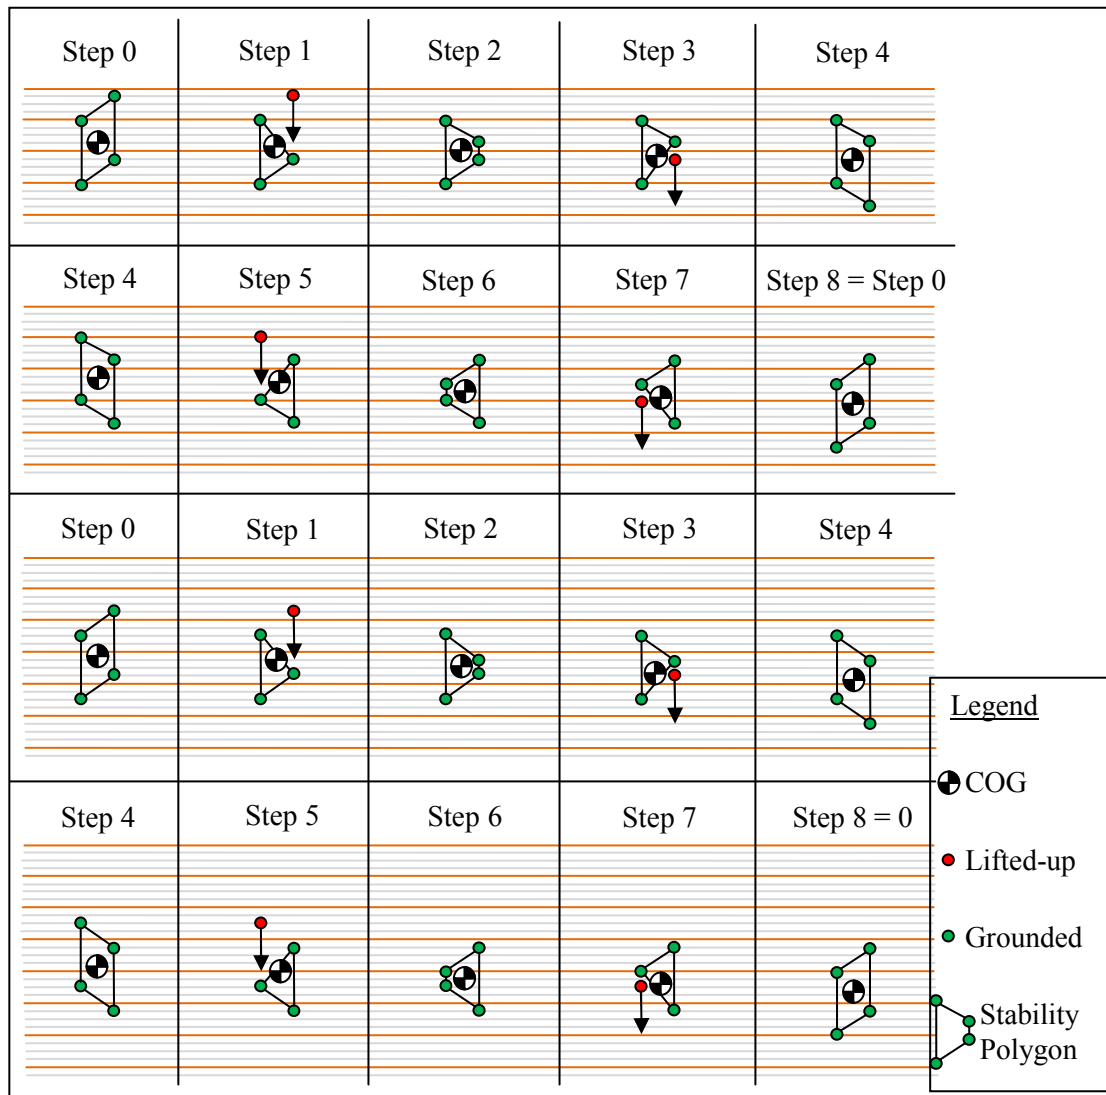 Step 0
Step 1
Step 2
Step 3
Step 4
Step 4
Step 5
Step 6
Step 7
Step 8 = Step 0
Step 0
Step 1
Step 2
Step 3
Step 4
Step 4
Step 5
Step 6
Step 7
Step 8 = 0
Legend
COG
Lifted-up
Grounded
Stability
Polygon